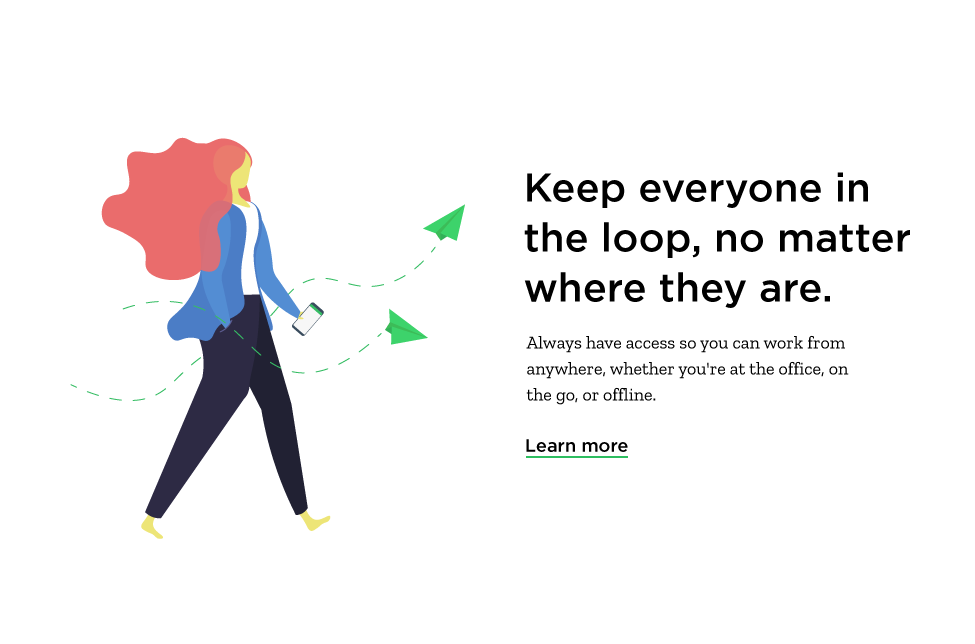 Keep everyone in
the loop, no matter
where they are.
Always have access so you can work from
anywhere, whether you're at the office, on
the go, or offline.
Learn more